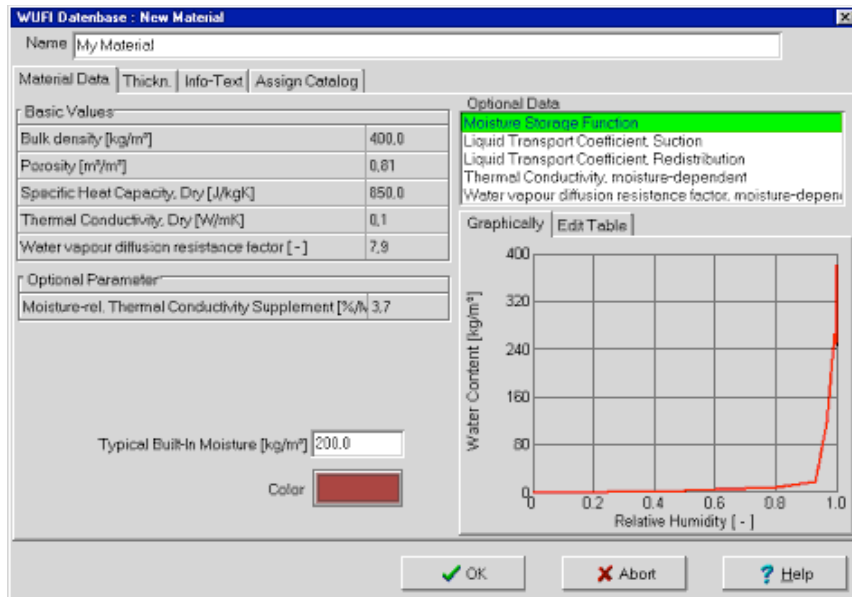 WUFI Datenbase : New Material
Name My Material
Material Data Thickn. Info-Text Assign Catalog
Basic Values
Bulk density [kg/m³] 400,0
Porosity [m³/m³] 0,81
Specific Heat Capacity, Dry [J/kgK] 850,0
Thermal Conductivity, Dry [W/mK] 0,1
Water vapour diffusion resistance factor [ - ] 7,9
Optional Parameter
Moisture-rel. Thermal Conductivity Supplement [%/ 3,7
Typical Built-In Moisture [kg/m³] 200.0
Color
Optional Data
Moisture Storage Function
Liquid Transport Coefficient, Suction
Liquid Transport Coefficient, Redistribution
Thermal Conductivity, moisture-dependent
Water vapour diffusion resistance factor, moisture-depen
Graphically Edit Table
Water Content [kg/m³]
400
320
240
160
80
0
0 0.2 0.4 0.6 0.8 1.0
Relative Humidity [ - ]
OK Abort Help